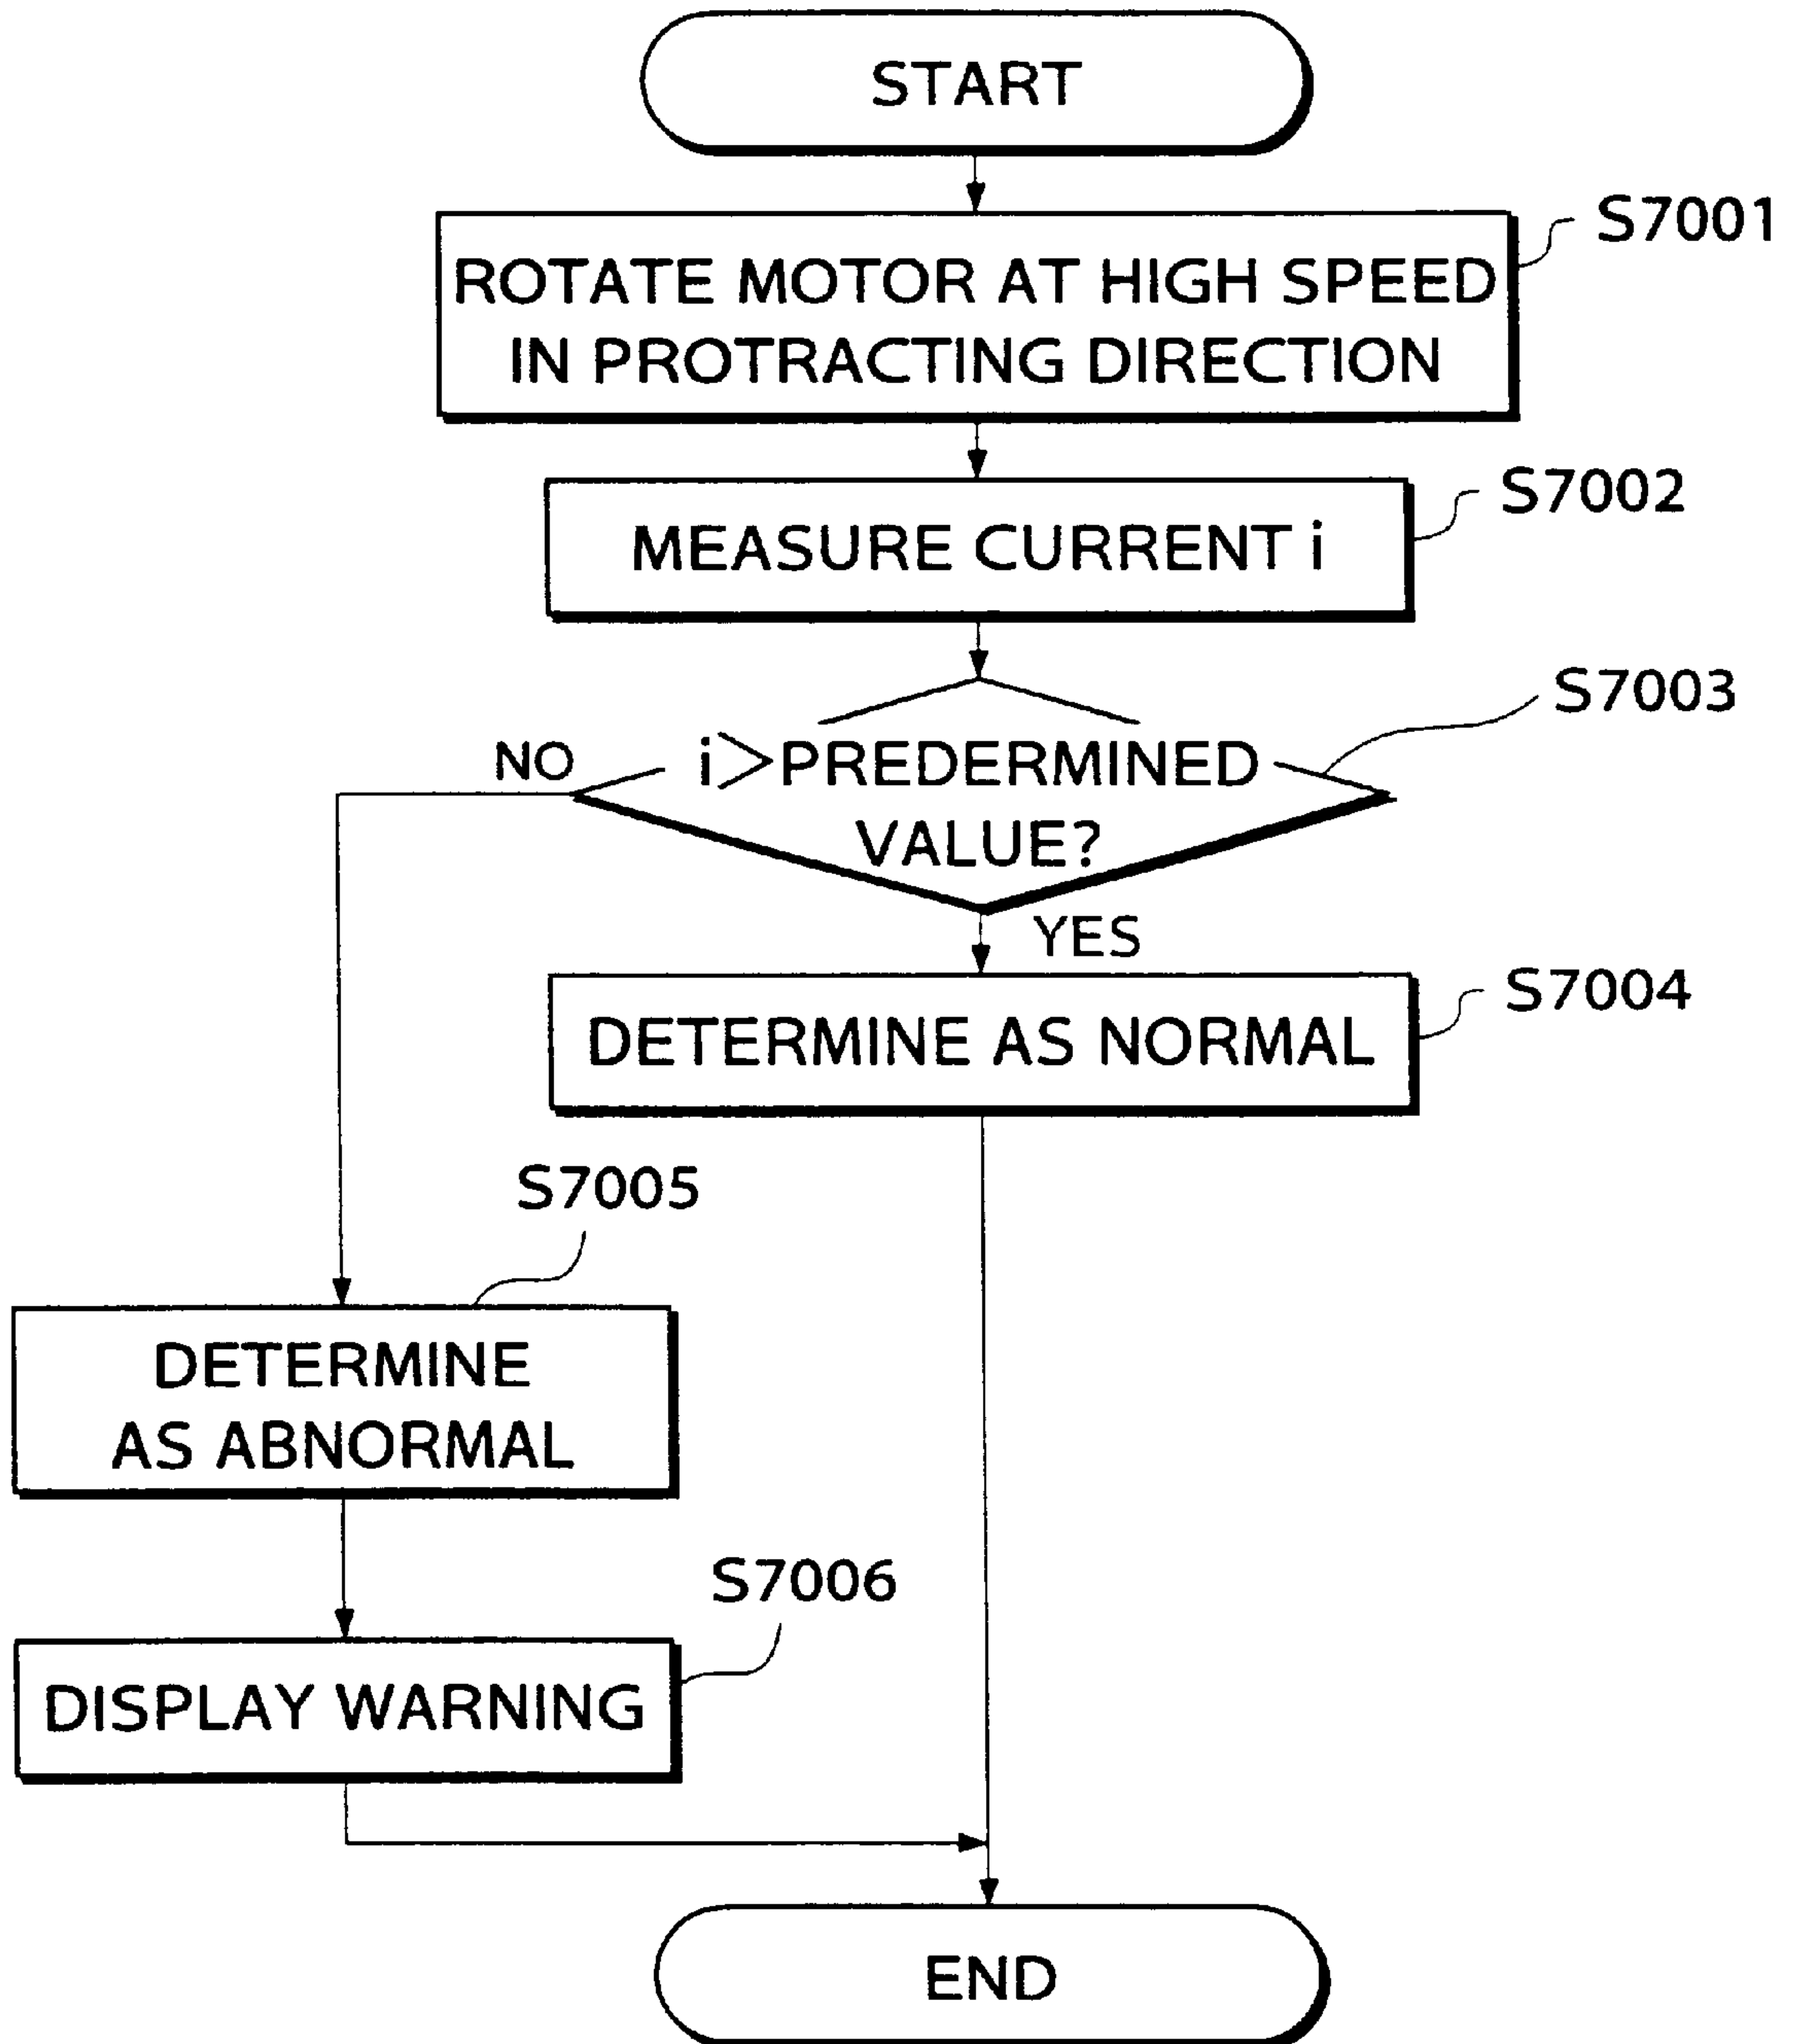 START
S7001
ROTATE MOTOR AT HIGH SPEED
IN PROTRACTING DIRECTION
S7002
MEASURE CURRENT i
S7003
NO
i>PREDERMINED
VALUE?
YES
S7004
DETERMINE AS NORMAL
S7005
DETERMINE
AS ABNORMAL
S7006
DISPLAY WARNING
END